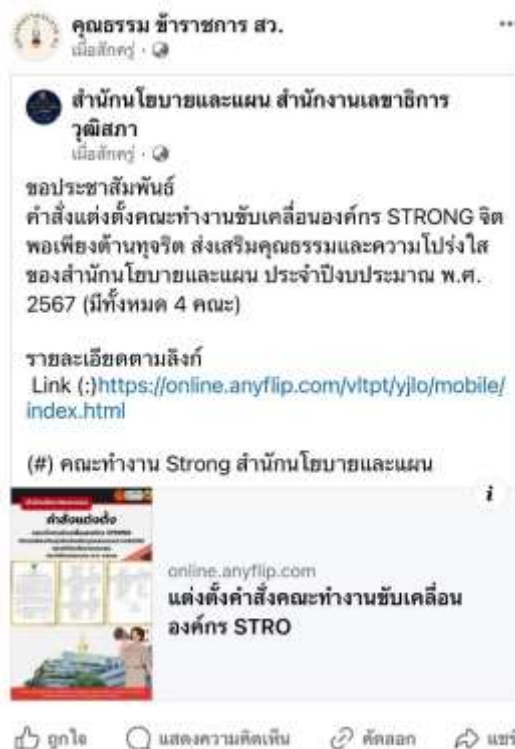 คุณธรรม ข้าราชการ สว.
เมื่อสักครู่ ·
สำนักนโยบายและแผน สำนักงานเลขาธิการ
วุฒิสภา
เมื่อสักครู่ ·
ขอประชาสัมพันธ์
คำสั่งแต่งตั้งคณะทำงานขับเคลื่อนองค์กร STRONG จิต
พอเพียงต้านทุจริต ส่งเสริมคุณธรรมและความโปร่งใส
ของสำนักนโยบายและแผน ประจำปีงบประมาณ พ.ศ.
2567 (มีทั้งหมด 4 คณะ)
รายละเอียดตามลิงก์
Link (:)https://online.anyflip.com/vltpt/yjlo/mobile/
index.html
(#) คณะทำงาน Strong สำนักนโยบายและแผน
คำสั่งแต่งตั้ง
i
online.anyflip.com
แต่งตั้งคำสั่งคณะทำงานขับเคลื่อน
องค์กร STRO
ถูกใจ แสดงความคิดเห็น คัดลอก แชร์